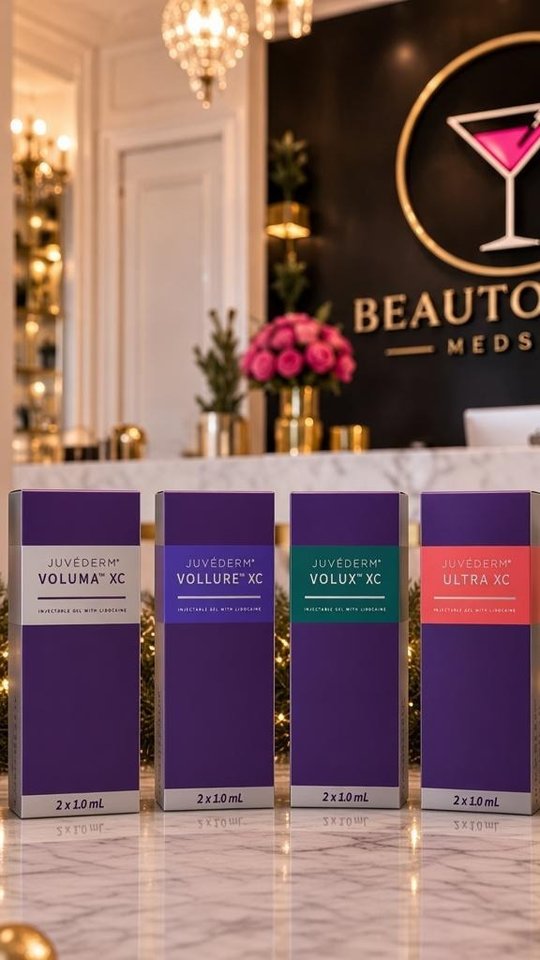 BEAUTO
MEDS
JUVÉDERM®
VOLUMA™ XC
INJECTABLE GEL WITH LIDOCAINE
2 x 1.0 mL
JUVÉDERM®
VOLLURE™ XC
INJECTABLE GEL WITH LIDOCAINE
2 x 1.0 mL
JUVÉDERM®
VOLUX™ XC
INJECTABLE GEL WITH LIDOCAINE
2 x 1.0 mL
JUVÉDERM®
ULTRA XC
INJECTABLE GEL WITH LIDOCAINE
2 x 1.0 mL